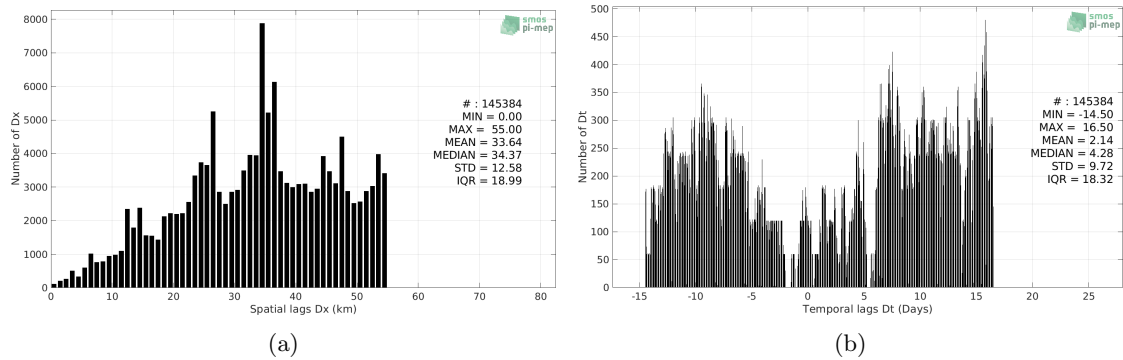 8000
7000
6000
5000
4000
3000
2000
1000
0
Number of Dx
0 10 20 30 40 50 60 70 80
Spatial lags Dx (km)
smos
pi-mep
# : 145384
MIN = 0.00
MAX = 55.00
MEAN = 33.64
MEDIAN = 34.37
STD = 12.58
IQR = 18.99
(a)
500
450
400
350
300
250
200
150
100
50
0
Number of Dt
-15 -10 -5 0 5 10 15 20 25
Temporal lags Dt (Days)
smos
pi-mep
# : 145384
MIN = -14.50
MAX = 16.50
MEAN = 2.14
MEDIAN = 4.28
STD = 9.72
IQR = 18.32
(b)